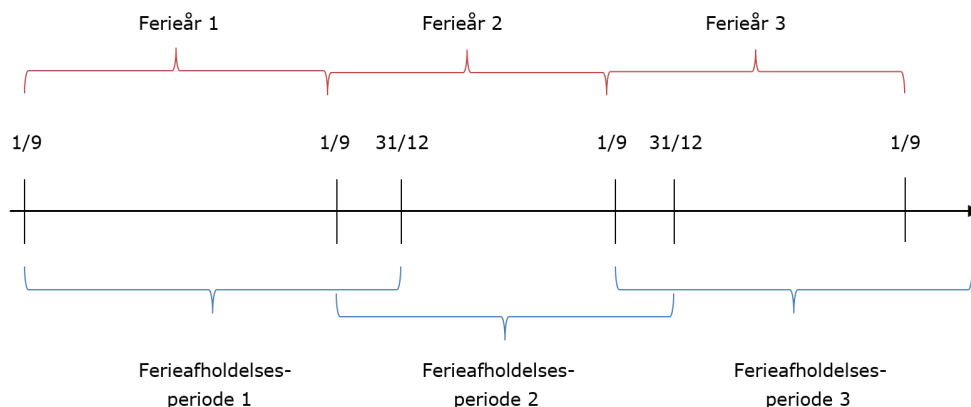 Ferieår 1 Ferieår 2 Ferieår 3
1/9 1/9 31/12 1/9 31/12 1/9
Ferieafholdelses- Ferieafholdelses- Ferieafholdelses-
periode 1 periode 2 periode 3